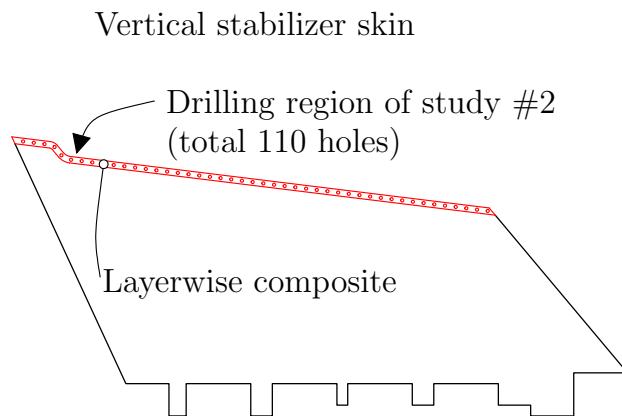 Vertical stabilizer skin
Drilling region of study #2
(total 110 holes)
Layerwise composite